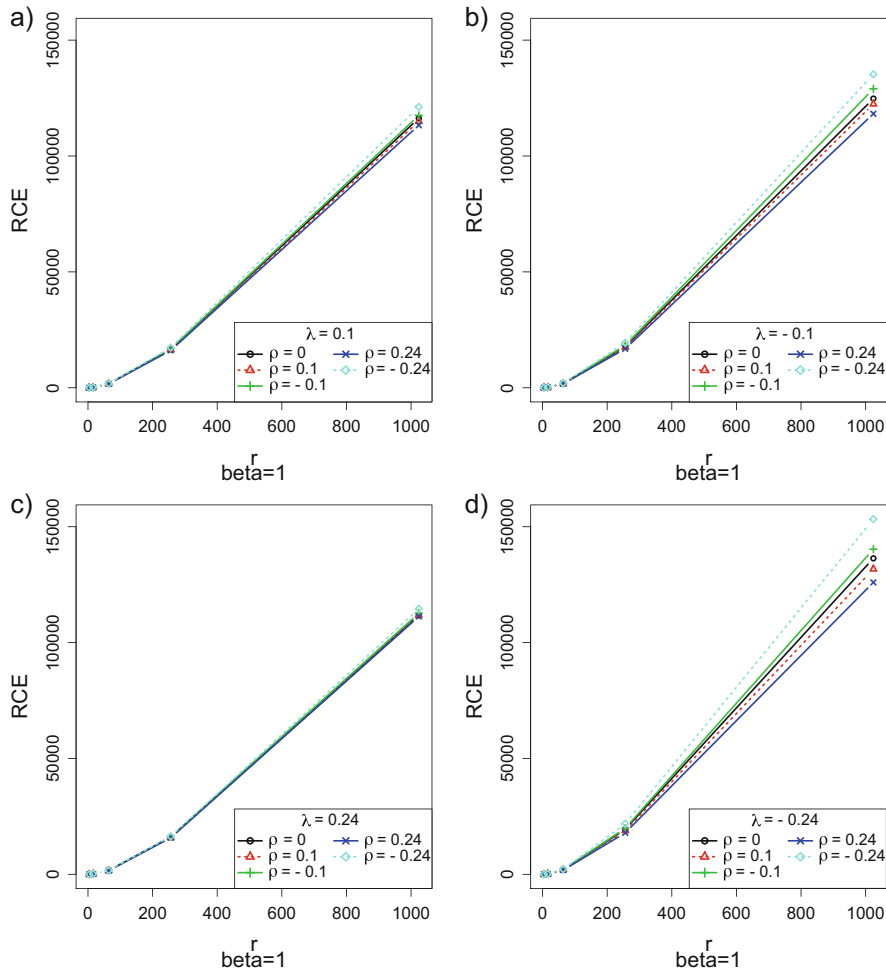 a)
RCE
150000
100000
50000
0
λ = 0.1
ρ = 0
ρ = 0.1
ρ = - 0.1
ρ = 0.24
ρ = - 0.24
0 200 400 600 800 1000
r
beta=1
b)
RCE
150000
100000
50000
0
λ = - 0.1
ρ = 0
ρ = 0.1
ρ = - 0.1
ρ = 0.24
ρ = - 0.24
0 200 400 600 800 1000
r
beta=1
c)
RCE
150000
100000
50000
0
λ = 0.24
ρ = 0
ρ = 0.1
ρ = - 0.1
ρ = 0.24
ρ = - 0.24
0 200 400 600 800 1000
r
beta=1
d)
RCE
150000
100000
50000
0
λ = - 0.24
ρ = 0
ρ = 0.1
ρ = - 0.1
ρ = 0.24
ρ = - 0.24
0 200 400 600 800 1000
r
beta=1